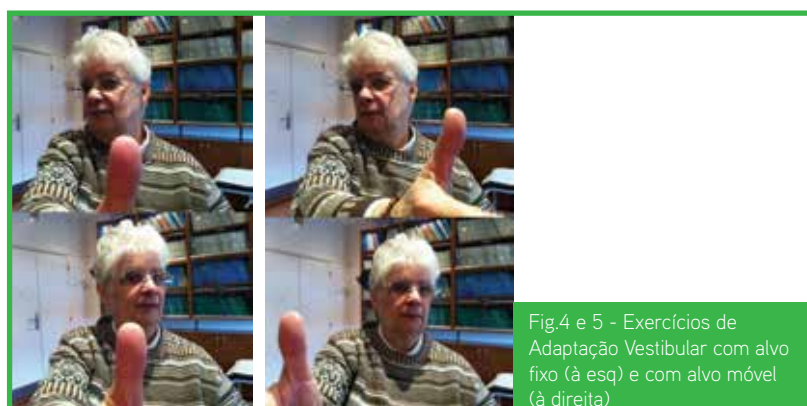 Fig.4 e 5 - Exercícios de
Adaptação Vestibular com alvo
fixo (à esq) e com alvo móvel
(à direita)